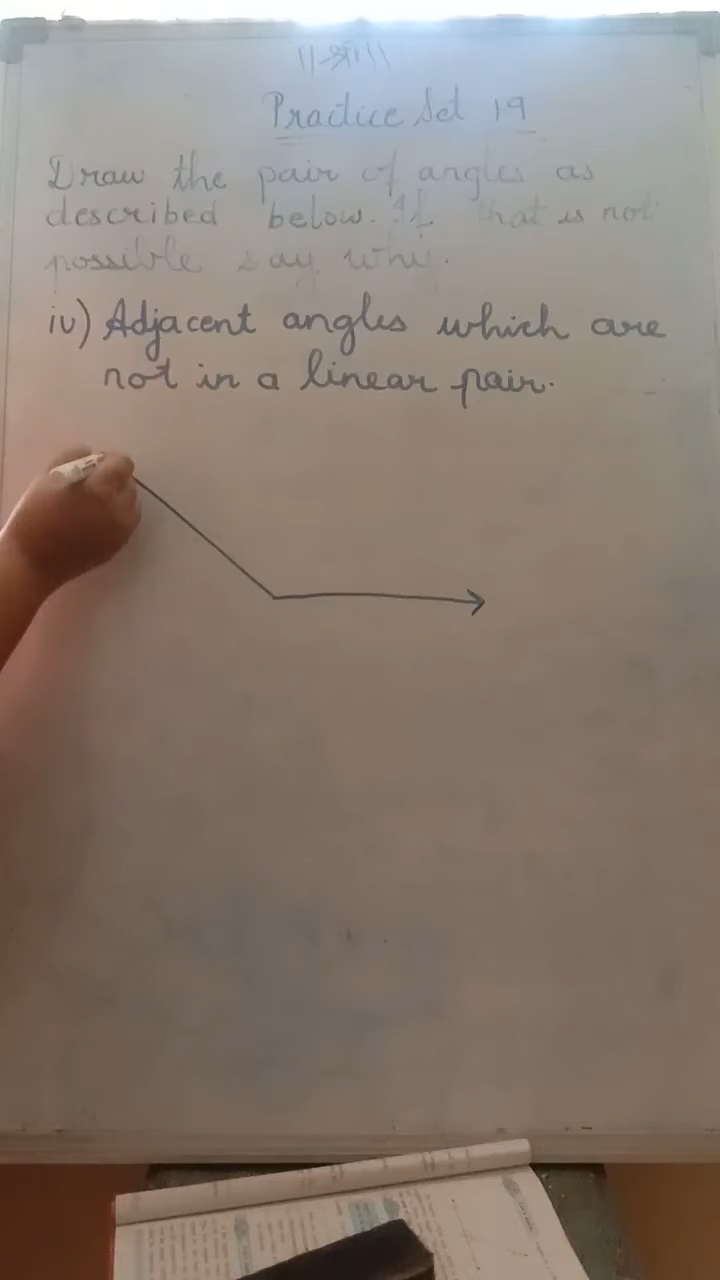 ॥श्री॥
Practice Set 19
Draw the pair of angles as
described below. If that is not
possible say why.
iv) Adjacent angles which are
not in a linear pair.